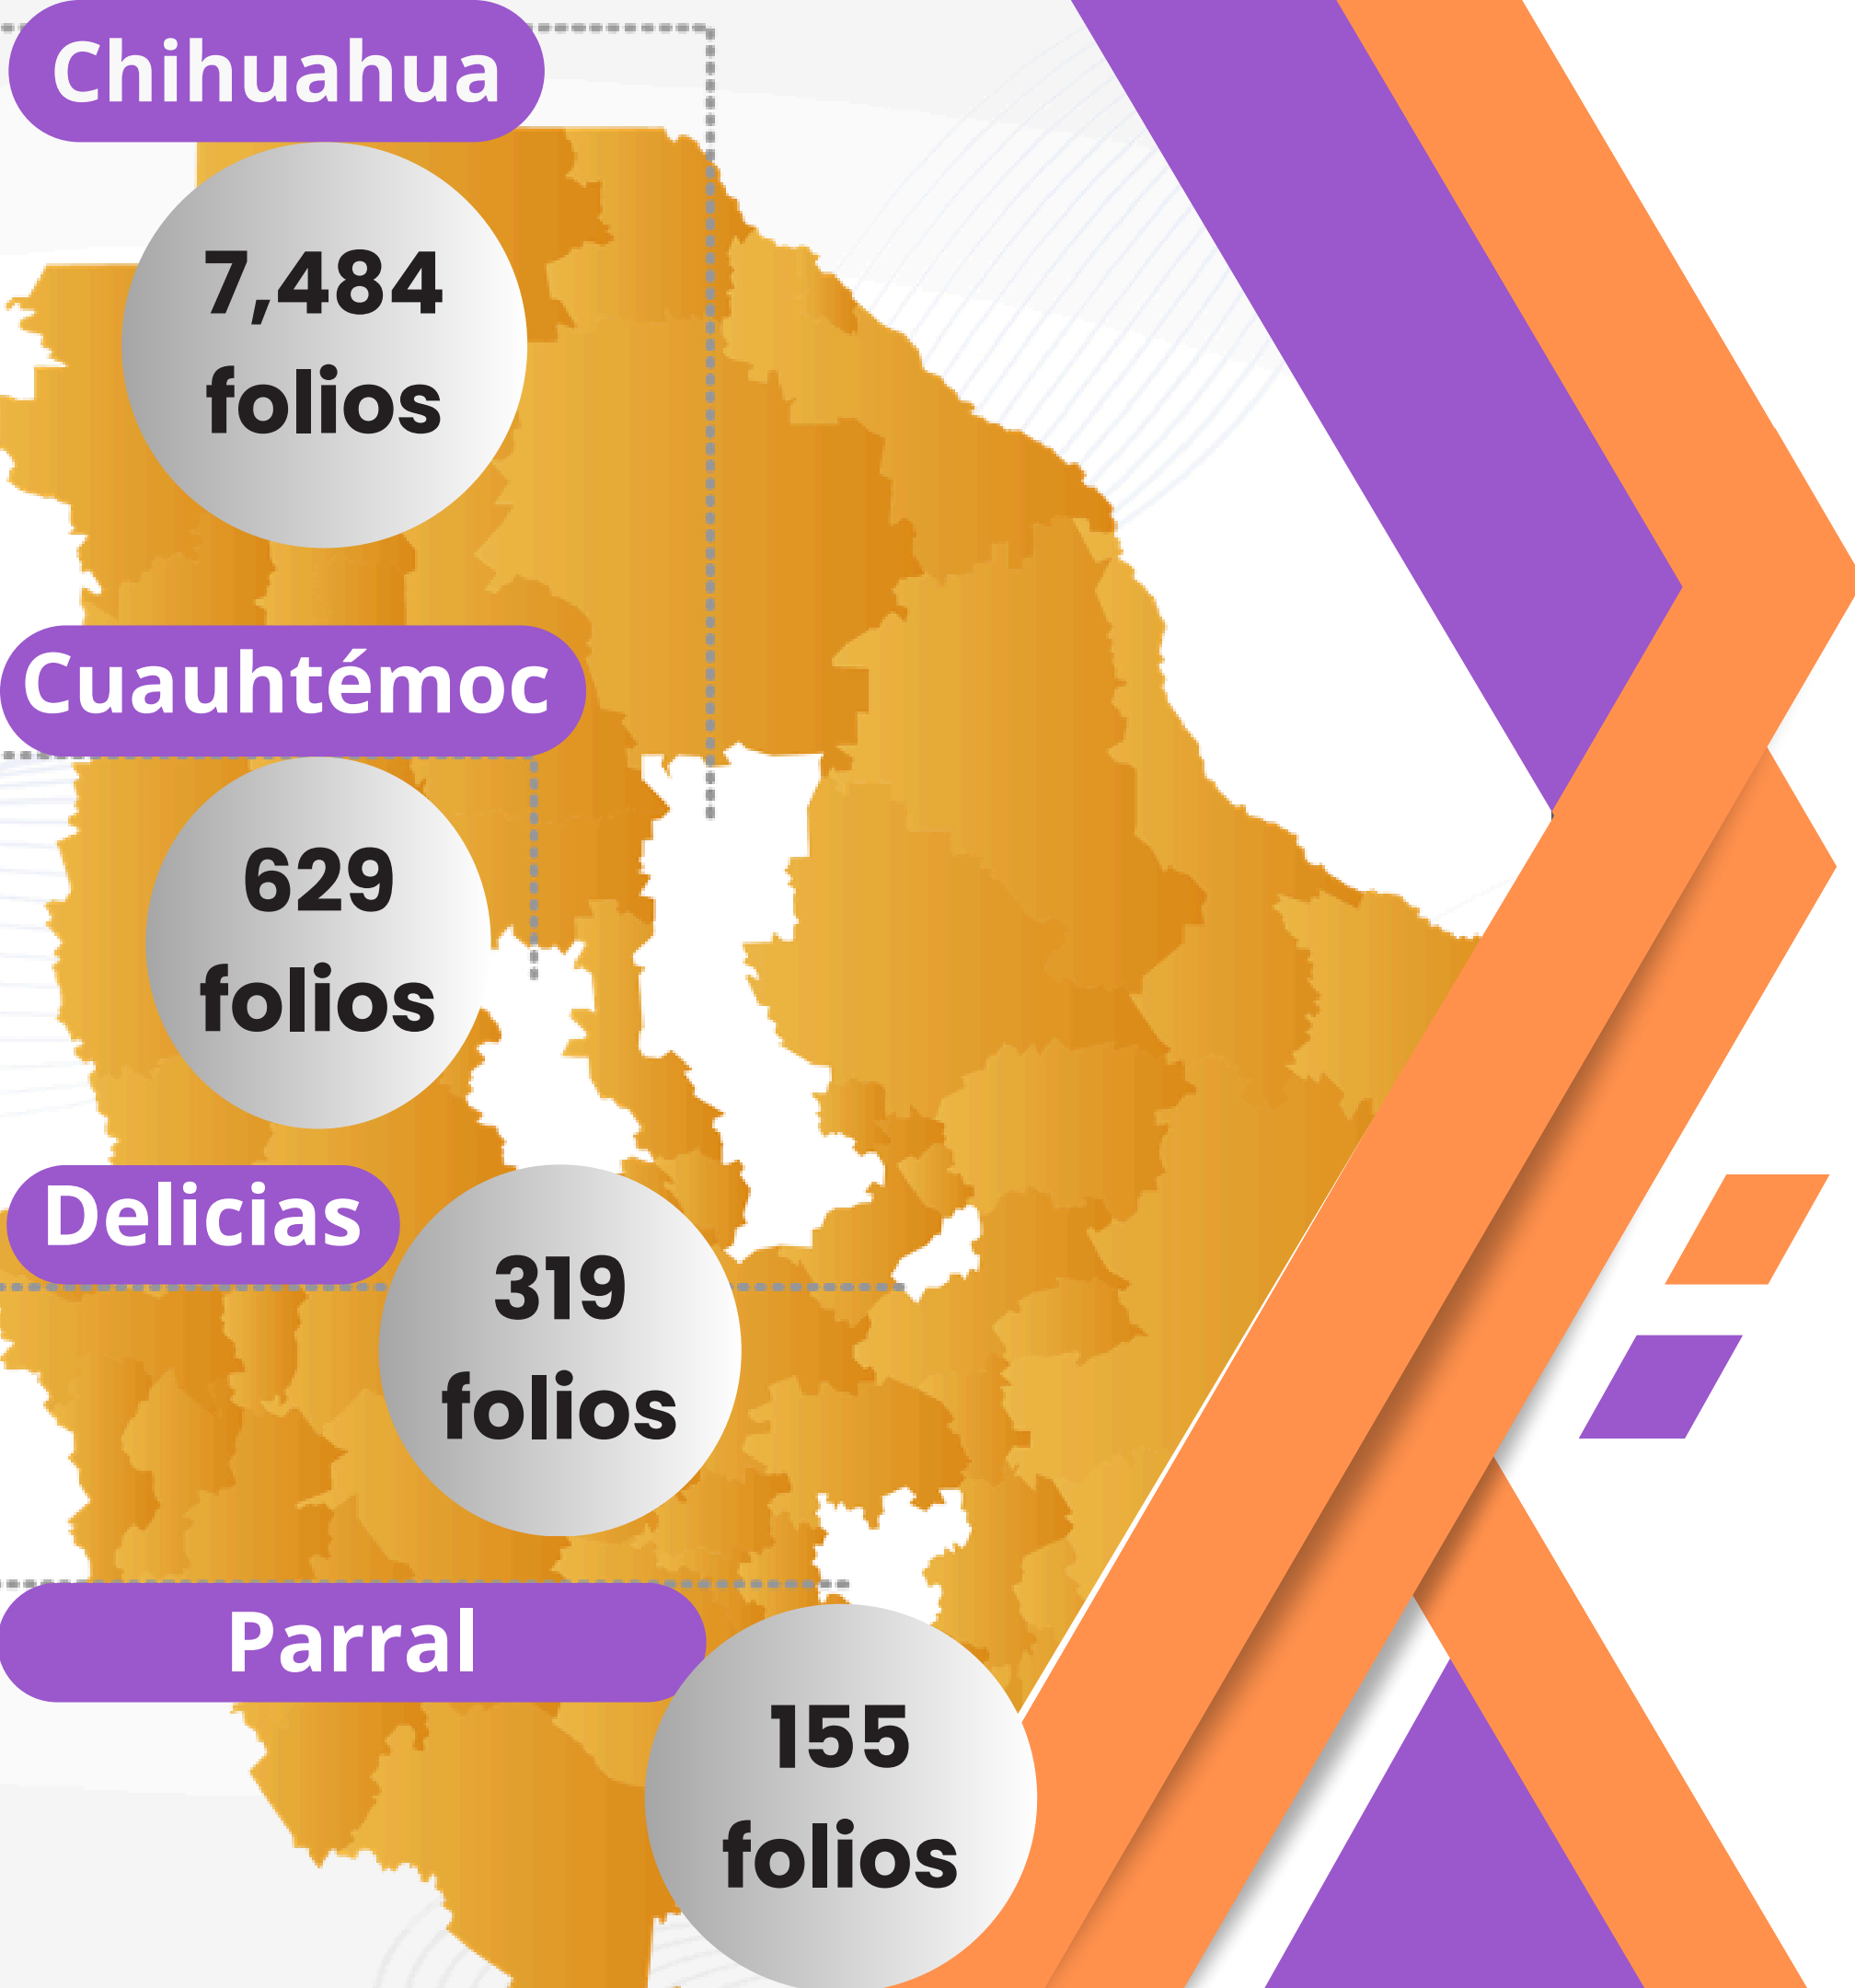 Chihuahua
7,484
folios
Cuauhtémoc
629
folios
Delicias
319
folios
Parral
155
folios